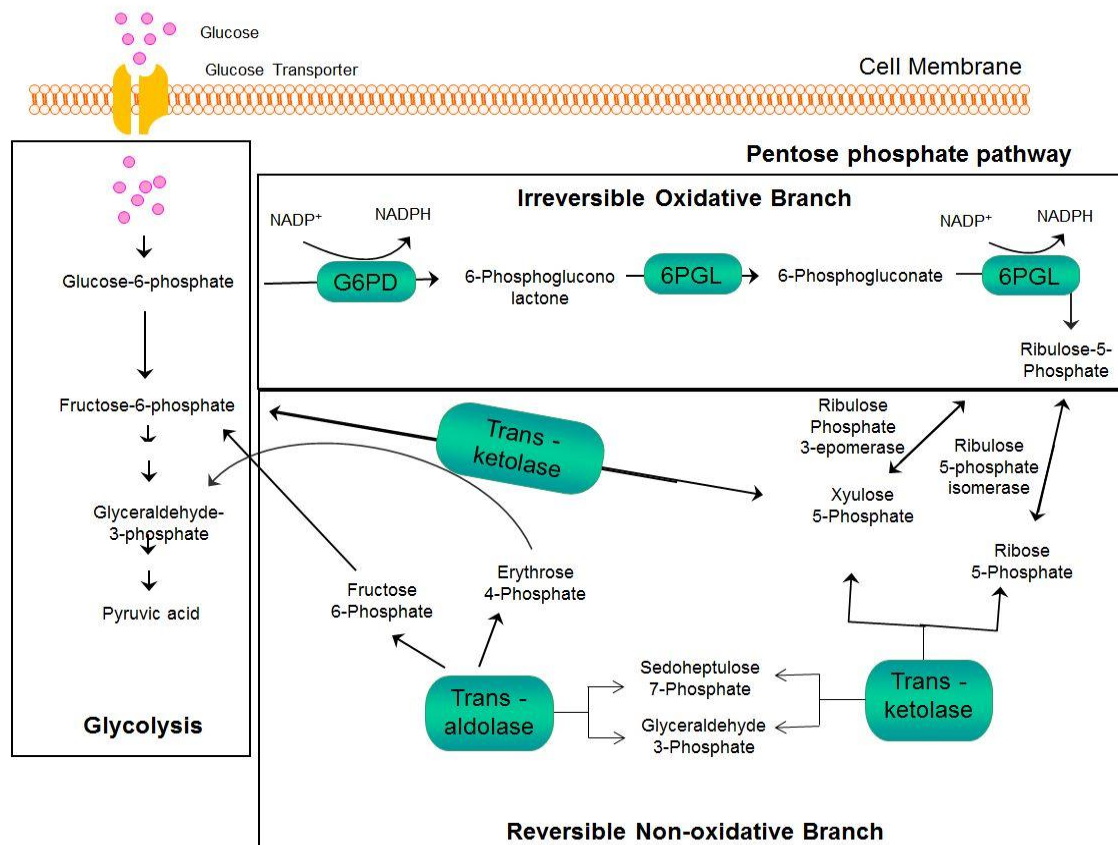 Glucose
Glucose Transporter
Cell Membrane
Pentose phosphate pathway
Irreversible Oxidative Branch
NADP⁺
NADPH
NADP⁺
NADPH
Glucose-6-phosphate
G6PD
6-Phosphoglucono
lactone
6PGL
6-Phosphogluconate
6PGL
Ribulose-5-
Phosphate
Fructose-6-phosphate
Trans -
ketolase
Ribulose
Phosphate
3-epomerase
Ribulose
5-phosphate
isomerase
Xyulose
5-Phosphate
Glyceraldehyde-
3-phosphate
Ribose
5-Phosphate
Erythrose
4-Phosphate
Fructose
6-Phosphate
Pyruvic acid
Sedoheptulose
7-Phosphate
Trans -
aldolase
Trans -
ketolase
Glyceraldehyde
3-Phosphate
Glycolysis
Reversible Non-oxidative Branch